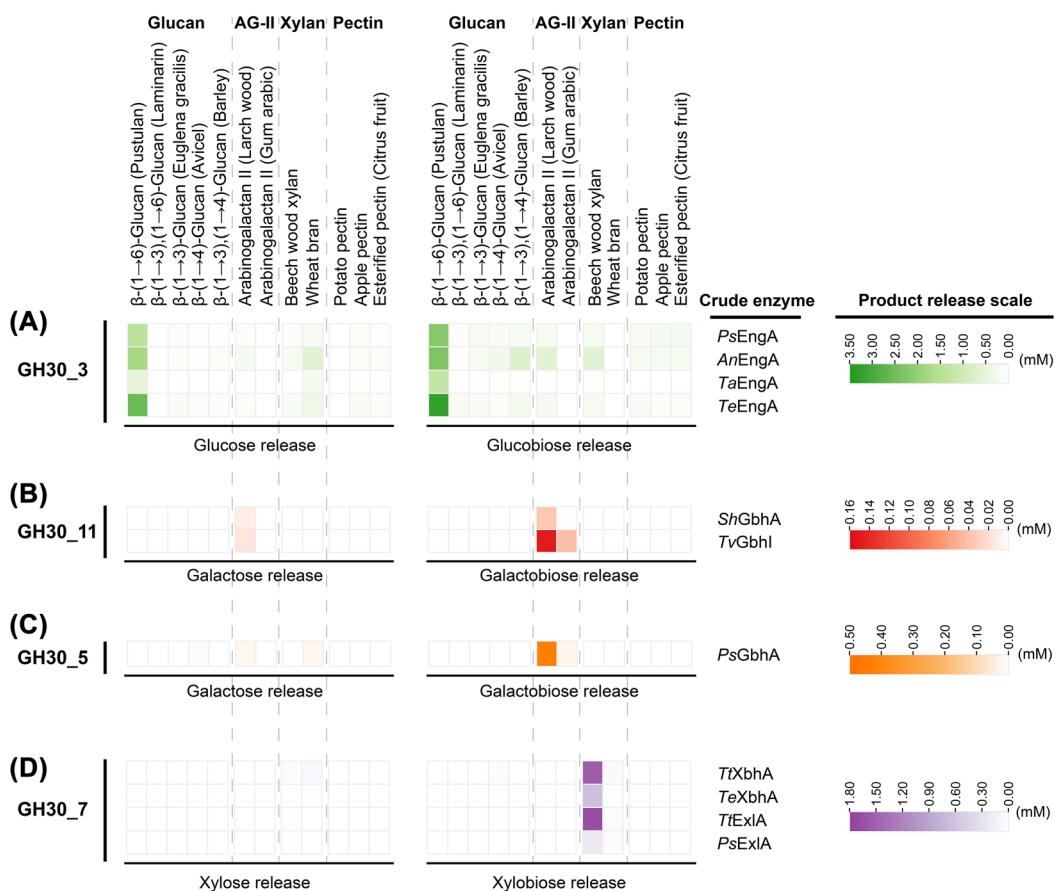 Glucan AG-II Xylan Pectin Glucan AG-II Xylan Pectin
β-(1→6)-Glucan (Pustulan)
β-(1→3),(1→6)-Glucan (Laminarin)
β-(1→3)-Glucan (Euglena gracilis)
β-(1→4)-Glucan (Avicel)
β-(1→3),(1→4)-Glucan (Barley)
Arabinogalactan II (Larch wood)
Arabinogalactan II (Gum arabic)
Beech wood xylan
Wheat bran
Potato pectin
Apple pectin
Esterified pectin (Citrus fruit)
β-(1→6)-Glucan (Pustulan)
β-(1→3),(1→6)-Glucan (Laminarin)
β-(1→3)-Glucan (Euglena gracilis)
β-(1→4)-Glucan (Avicel)
β-(1→3),(1→4)-Glucan (Barley)
Arabinogalactan II (Larch wood)
Arabinogalactan II (Gum arabic)
Beech wood xylan
Wheat bran
Potato pectin
Apple pectin
Esterified pectin (Citrus fruit)
Crude enzyme
Product release scale
(A)
GH30_3
PsEngA
AnEngA
TaEngA
TeEngA
3.50 3.00 2.50 2.00 1.50 1.00 0.00
(mM)
Glucose release
Glucobiose release
(B)
GH30_11
ShGbhA
TvGbhI
0.16 0.14 0.12 0.10 0.08 0.06 0.04 0.02 0.00
(mM)
Galactose release
Galactobiose release
(C)
GH30_5
PsGbhA
0.50 0.40 0.30 0.20 0.10 0.00
(mM)
Galactose release
Galactobiose release
(D)
GH30_7
TtXbhA
TeXbhA
TtExlA
PsExlA
1.80 1.50 1.20 0.90 0.60 0.30 0.00
(mM)
Xylose release
Xylobiose release